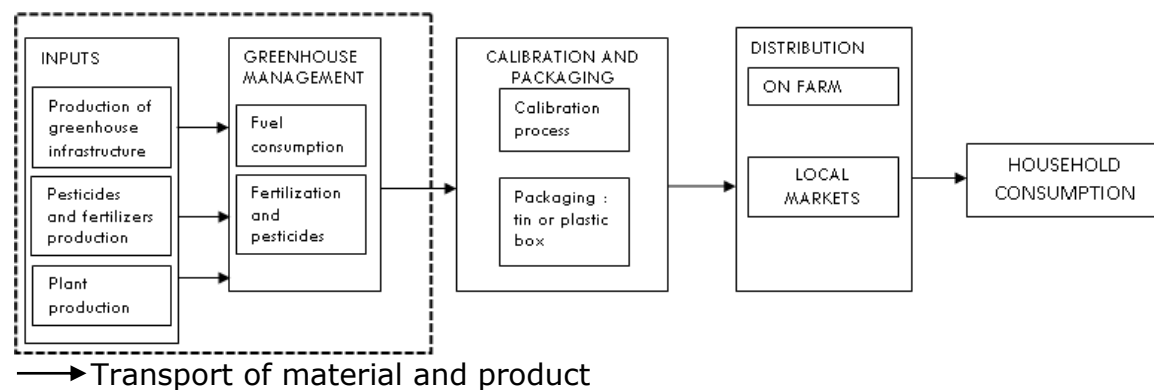 INPUTS
Production of
greenhouse
infrastructure
Pesticides
and fertilizers
production
Plant
production
GREENHOUSE
MANAGEMENT
Fuel
consumption
Fertilization
and
pesticides
CALIBRATION AND
PACKAGING
Calibration
process
Packaging :
tin or plastic
box
DISTRIBUTION
ON FARM
LOCAL
MARKETS
HOUSEHOLD
CONSUMPTION
Transport of material and product